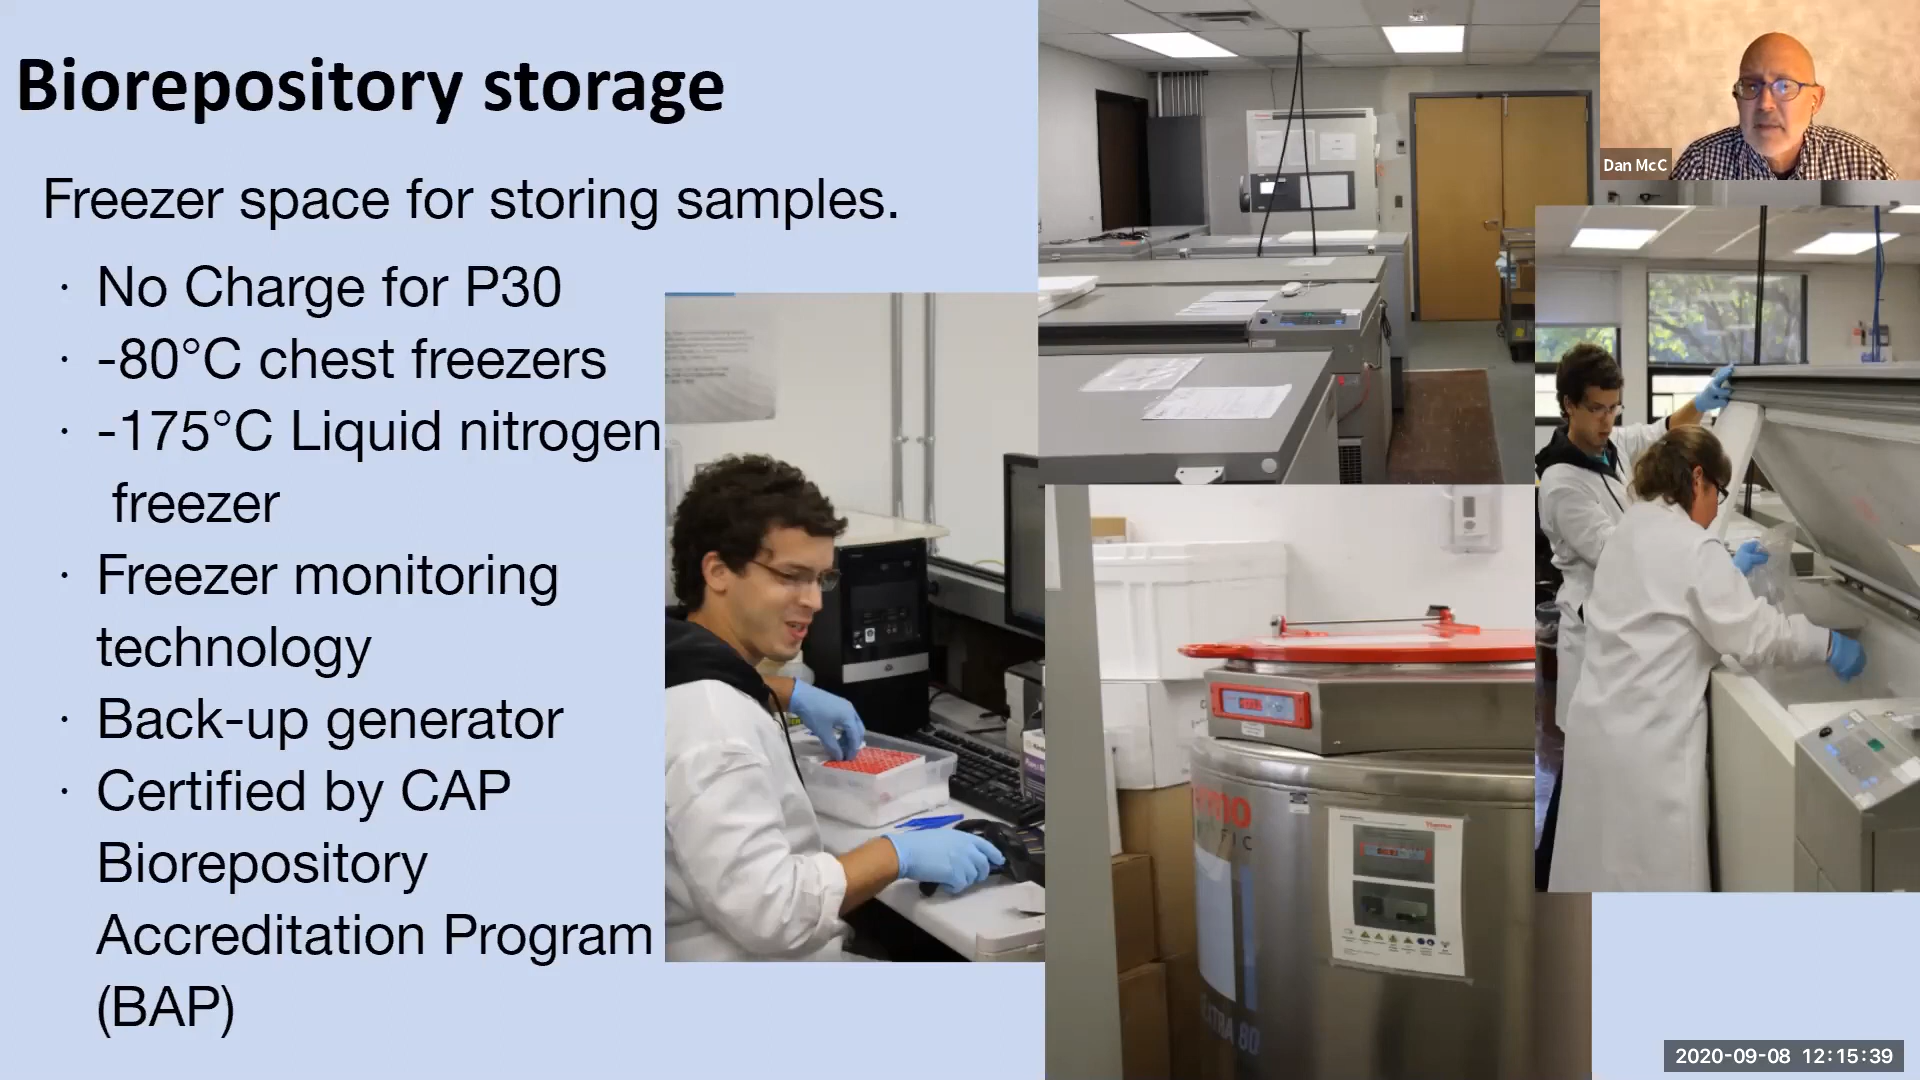 Biorepository storage
Freezer space for storing samples.
· No Charge for P30
· -80°C chest freezers
· -175°C Liquid nitrogen
freezer
· Freezer monitoring
technology
· Back-up generator
· Certified by CAP
Biorepository
Accreditation Program
(BAP)
Dan McC
2020-09-08 12:15:39